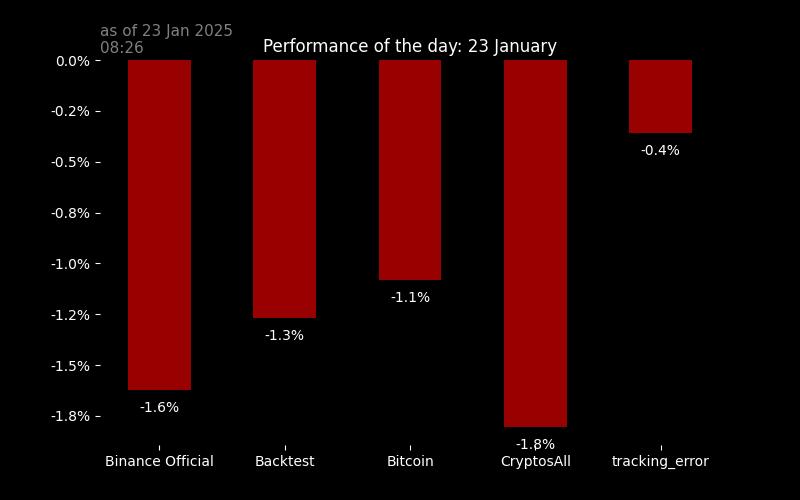 as of 23 Jan 2025
08:26
Performance of the day: 23 January
0.0%
-0.2%
-0.5%
-0.8%
-1.0%
-1.2%
-1.5%
-1.8%
-1.6%
-1.3%
-1.1%
-1.8%
-0.4%
Binance Official
Backtest
Bitcoin
CryptosAll
tracking_error